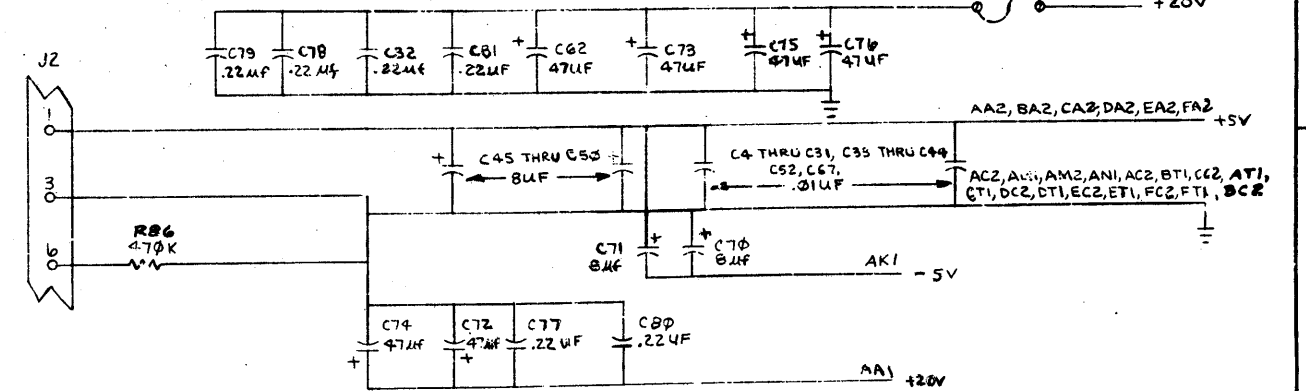 +20V
J2
C79 C78 C32 C81 + C62 + C73 + C75 + C76
.22uf .22uf .22uf .22UF 47UF 47UF 47UF 47UF
1
AA2, BA2, CA2, DA2, EA2, FA2
+5V
+ C45 THRU C50
8UF
C4 THRU C31, C33 THRU C44
C52, C67,
.01UF
AC2, AL1, AM2, AN1, AC2, BT1, CC2, AT1,
CT1, DC2, DT1, EC2, ET1, FC2, FT1, BC2
3
R86
470K
6
C71 +
8uf
+ C70
8uf
AK1
- 5V
C74
47uf
+
C72
47uf
+
C77
.22UF
C80
.22UF
AA1
+20V